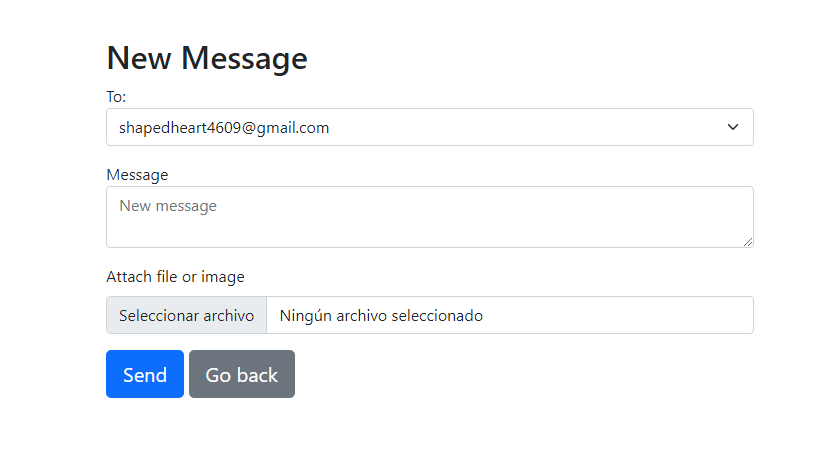 New Message
To:
shapedheart4609@gmail.com
Message
New message
Attach file or image
Seleccionar archivo Ningún archivo seleccionado
Send Go back